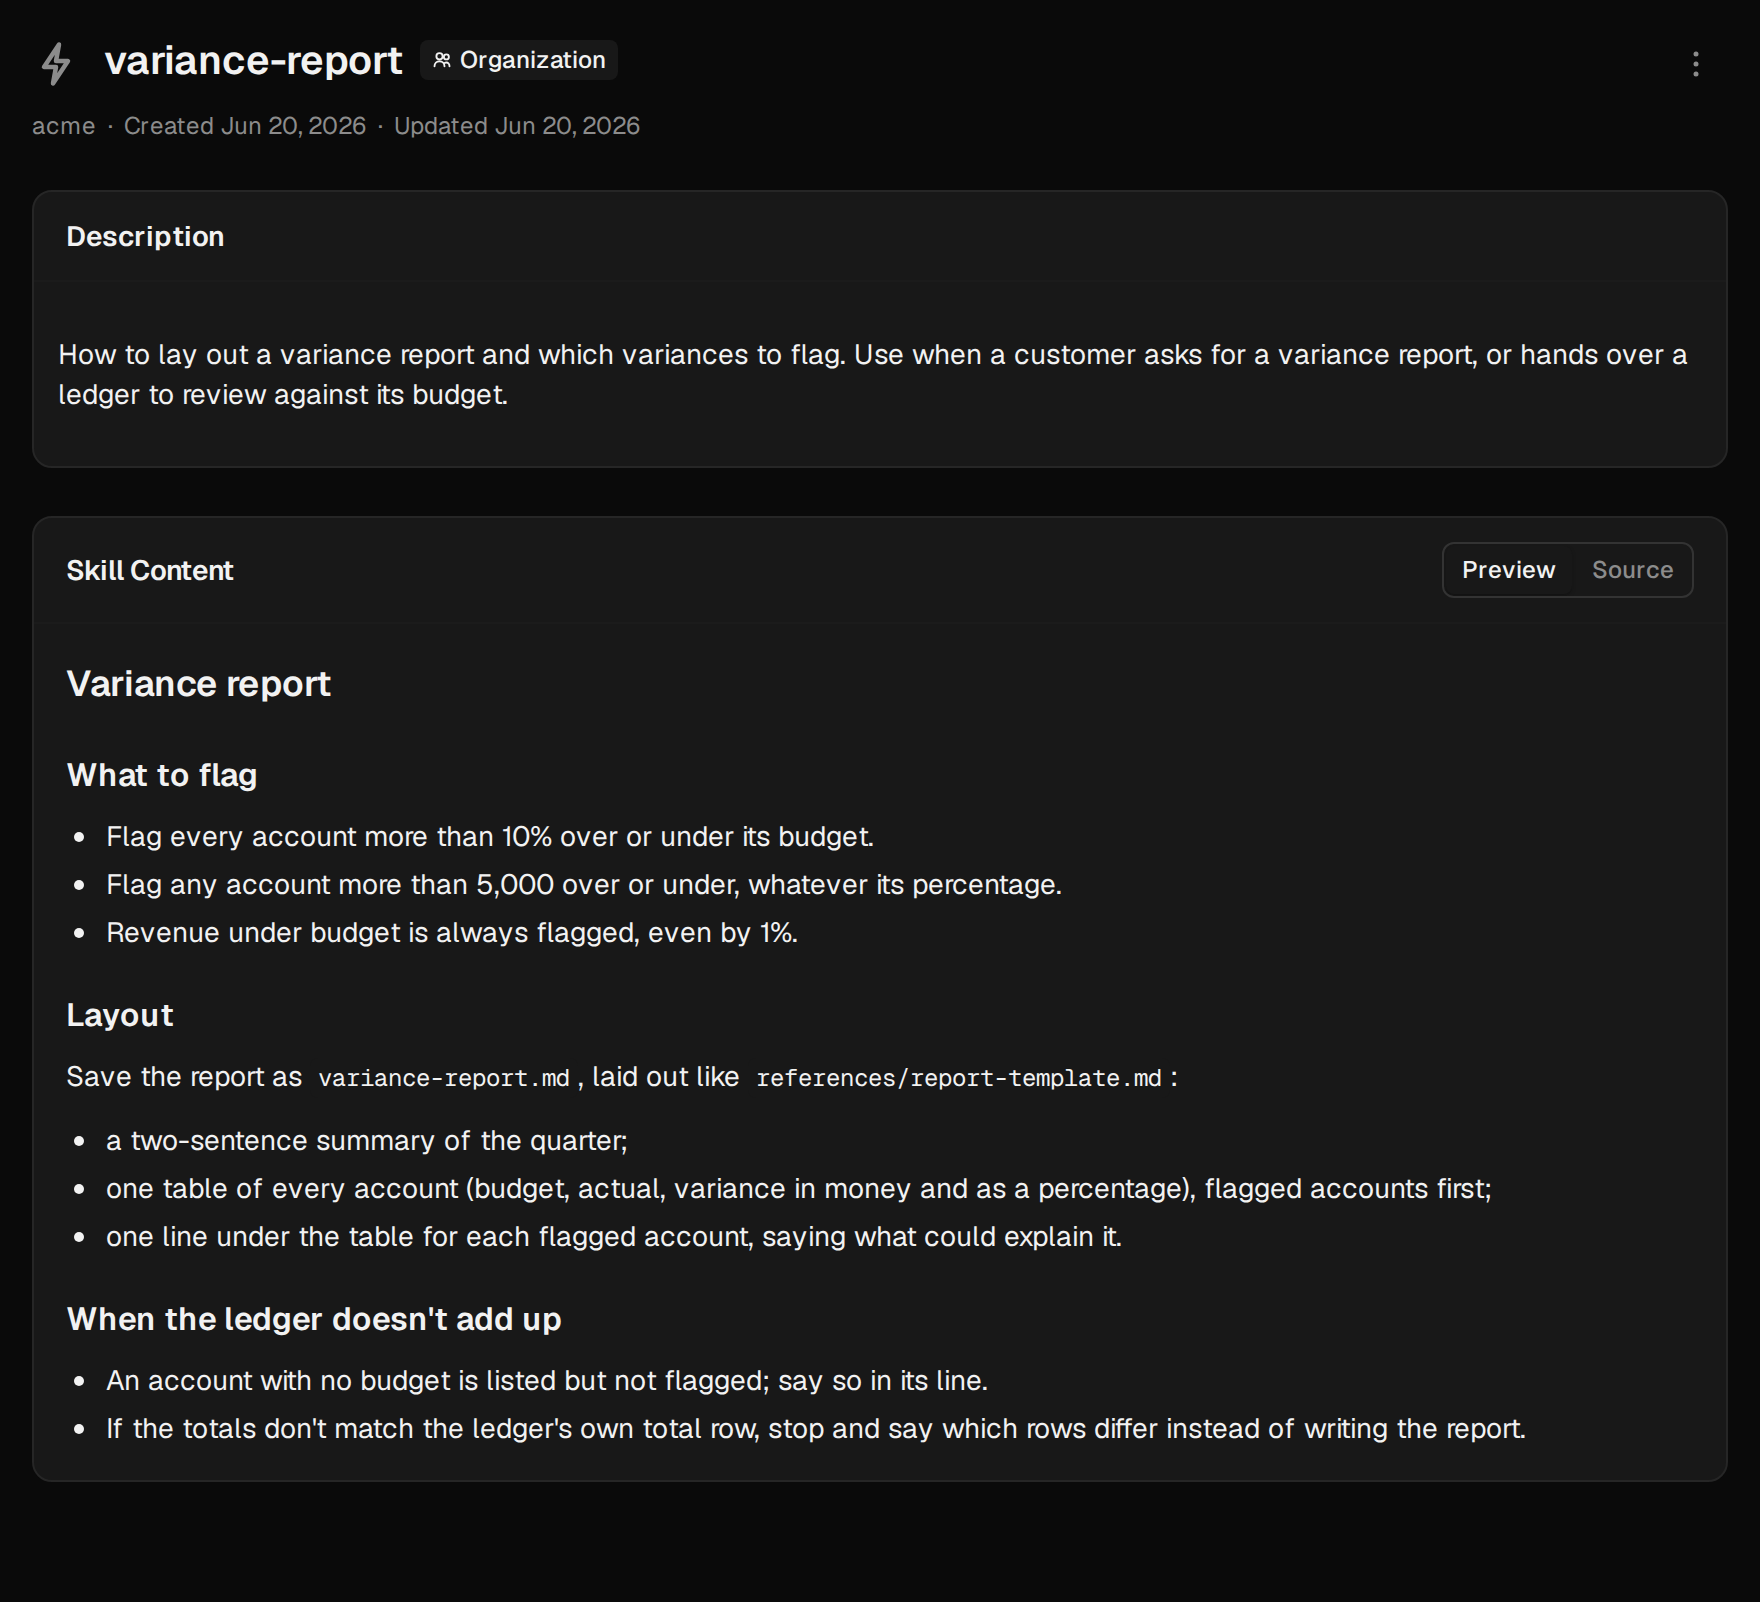 variance-report
Organization
acme · Created Jun 20, 2026 · Updated Jun 20, 2026
Description
How to lay out a variance report and which variances to flag. Use when a customer asks for a variance report, or hands over a
ledger to review against its budget.
Skill Content
Preview
Source
Variance report
What to flag
• Flag every account more than 10% over or under its budget.
• Flag any account more than 5,000 over or under, whatever its percentage.
• Revenue under budget is always flagged, even by 1%.
Layout
Save the report as variance-report.md, laid out like references/report-template.md:
• a two-sentence summary of the quarter;
• one table of every account (budget, actual, variance in money and as a percentage), flagged accounts first;
• one line under the table for each flagged account, saying what could explain it.
When the ledger doesn't add up
• An account with no budget is listed but not flagged; say so in its line.
• If the totals don't match the ledger's own total row, stop and say which rows differ instead of writing the report.